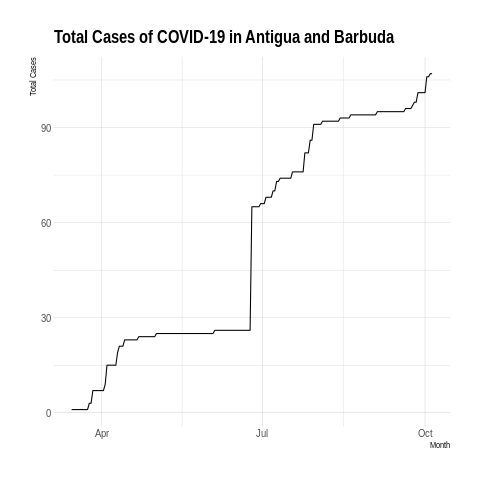 Total Cases of COVID-19 in Antigua and Barbuda
Total Cases
90
60
30
0
Apr
Jul
Oct
Month